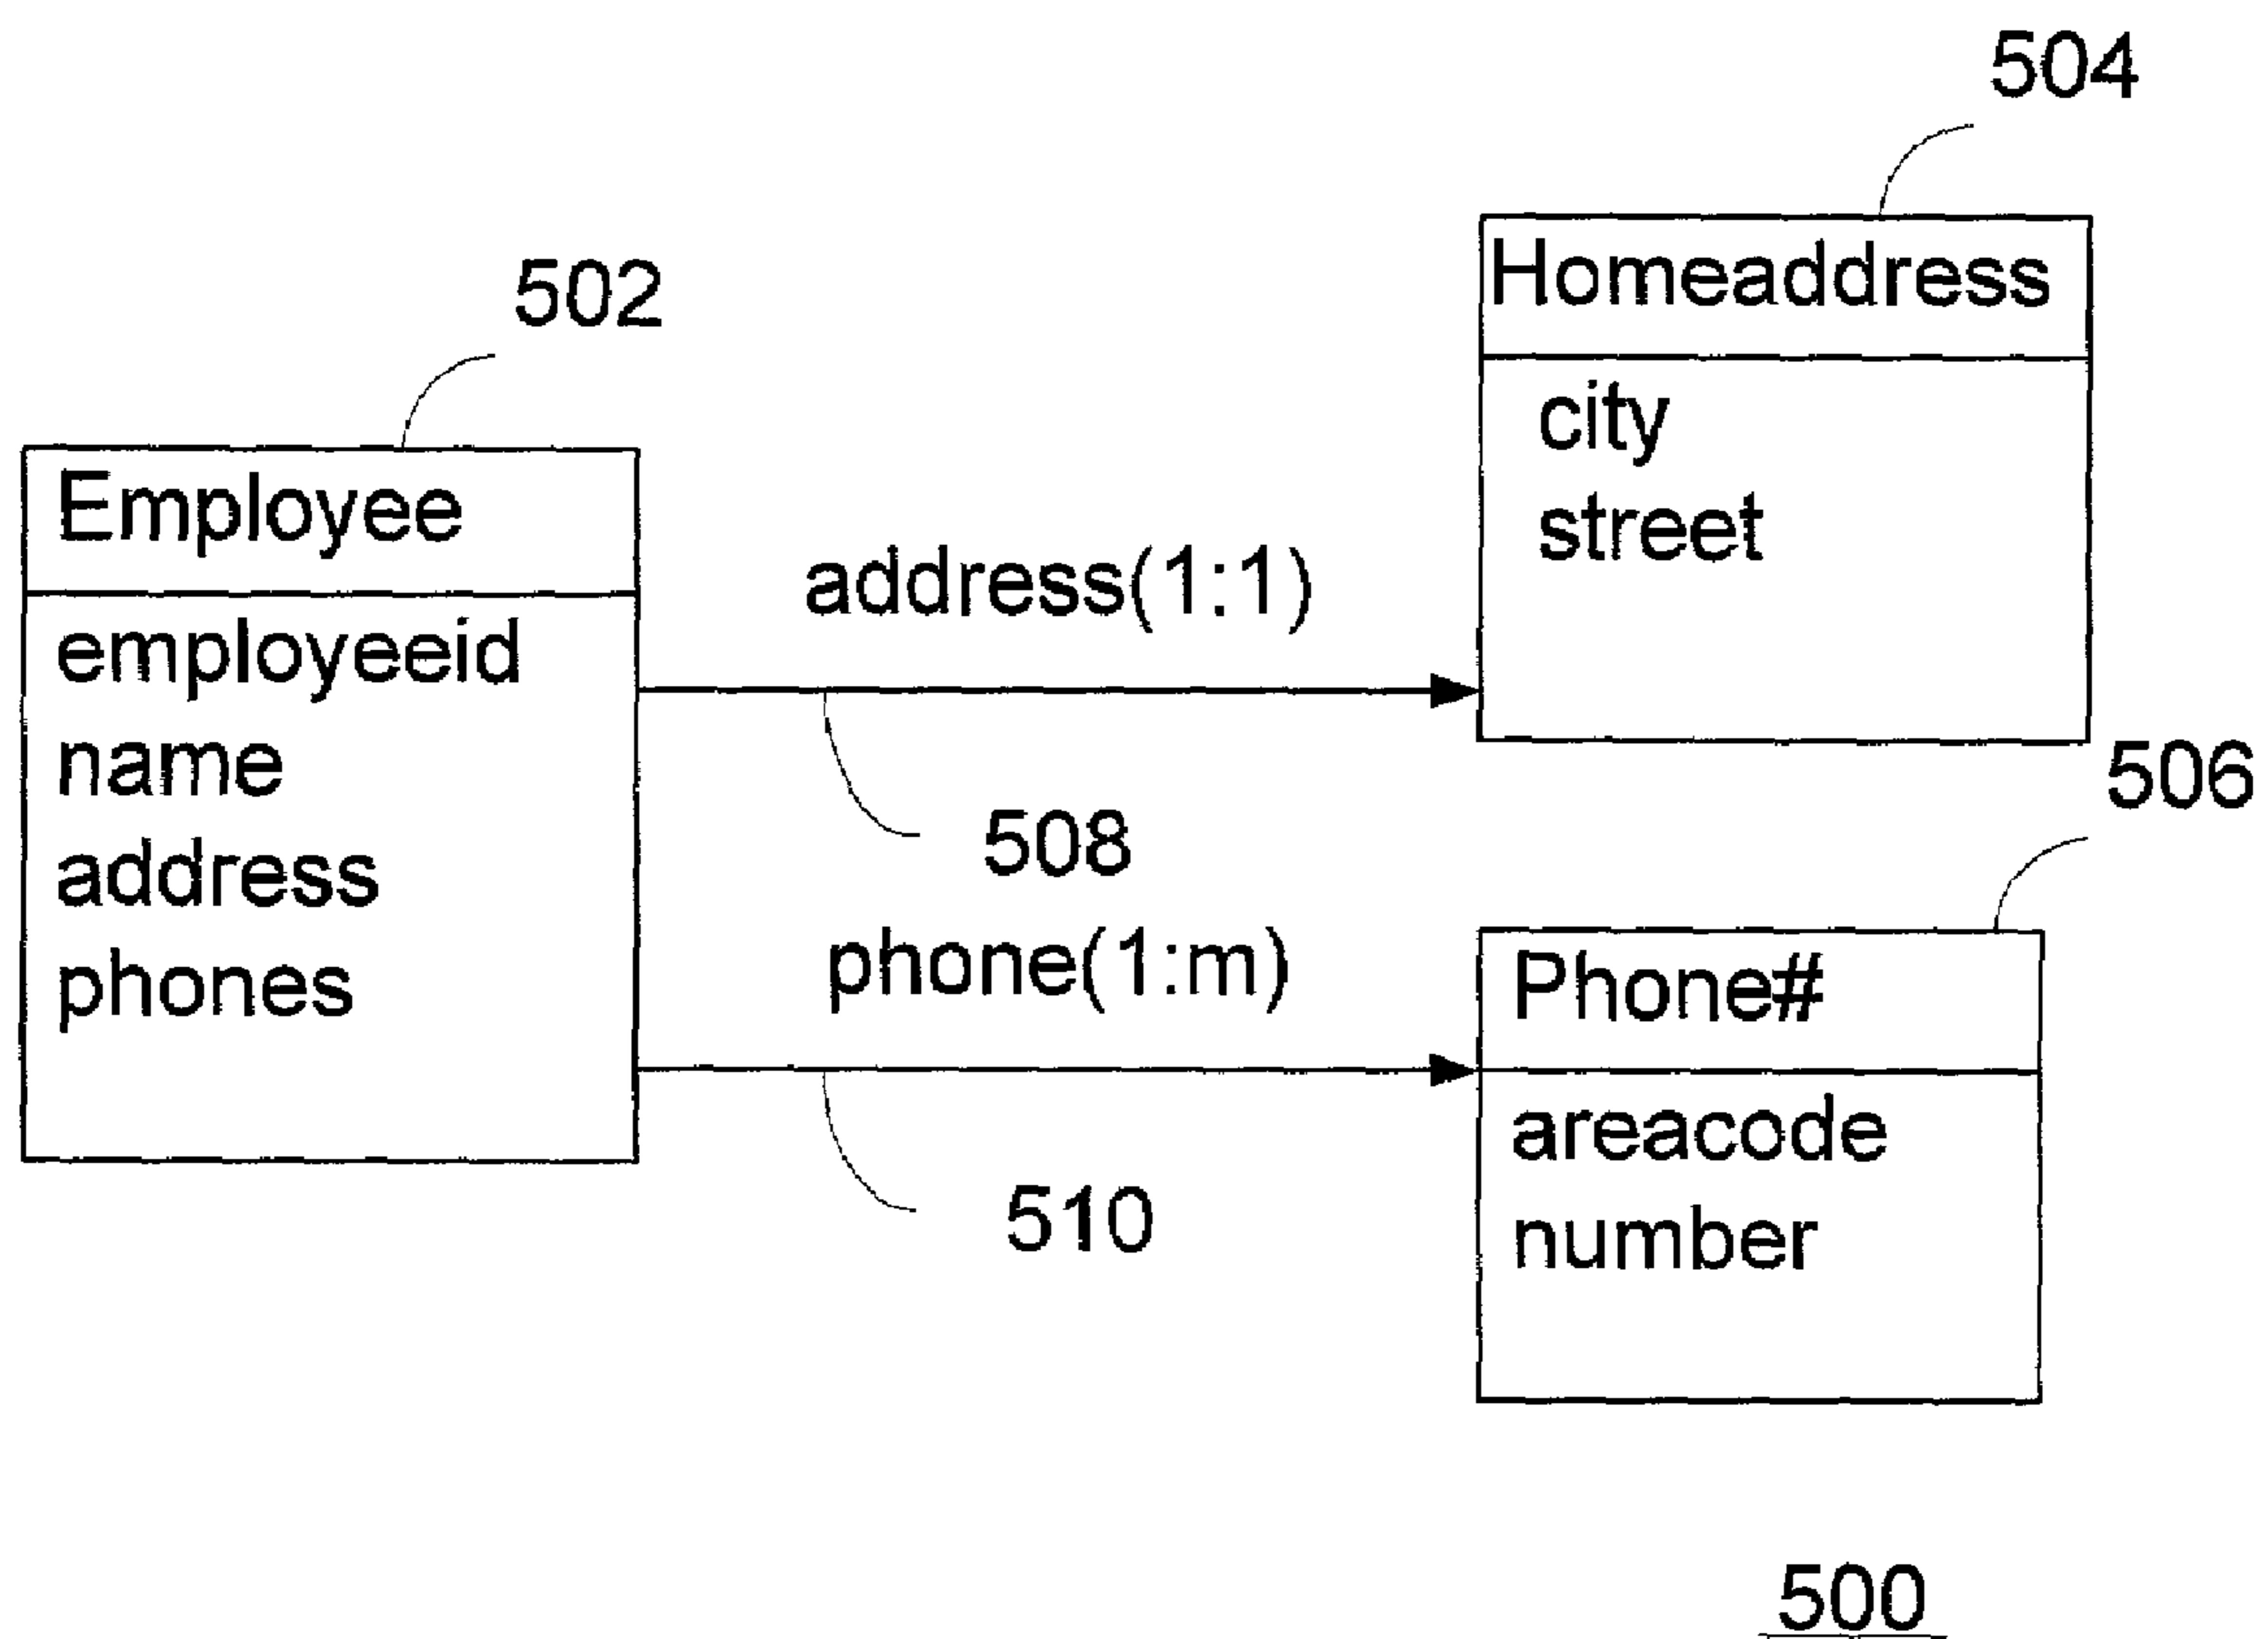 504
Homeaddress
city
street
502
Employee
employeeid
name
address
phones
address(1:1)
508
phone(1:m)
510
506
Phone#
areacode
number
500